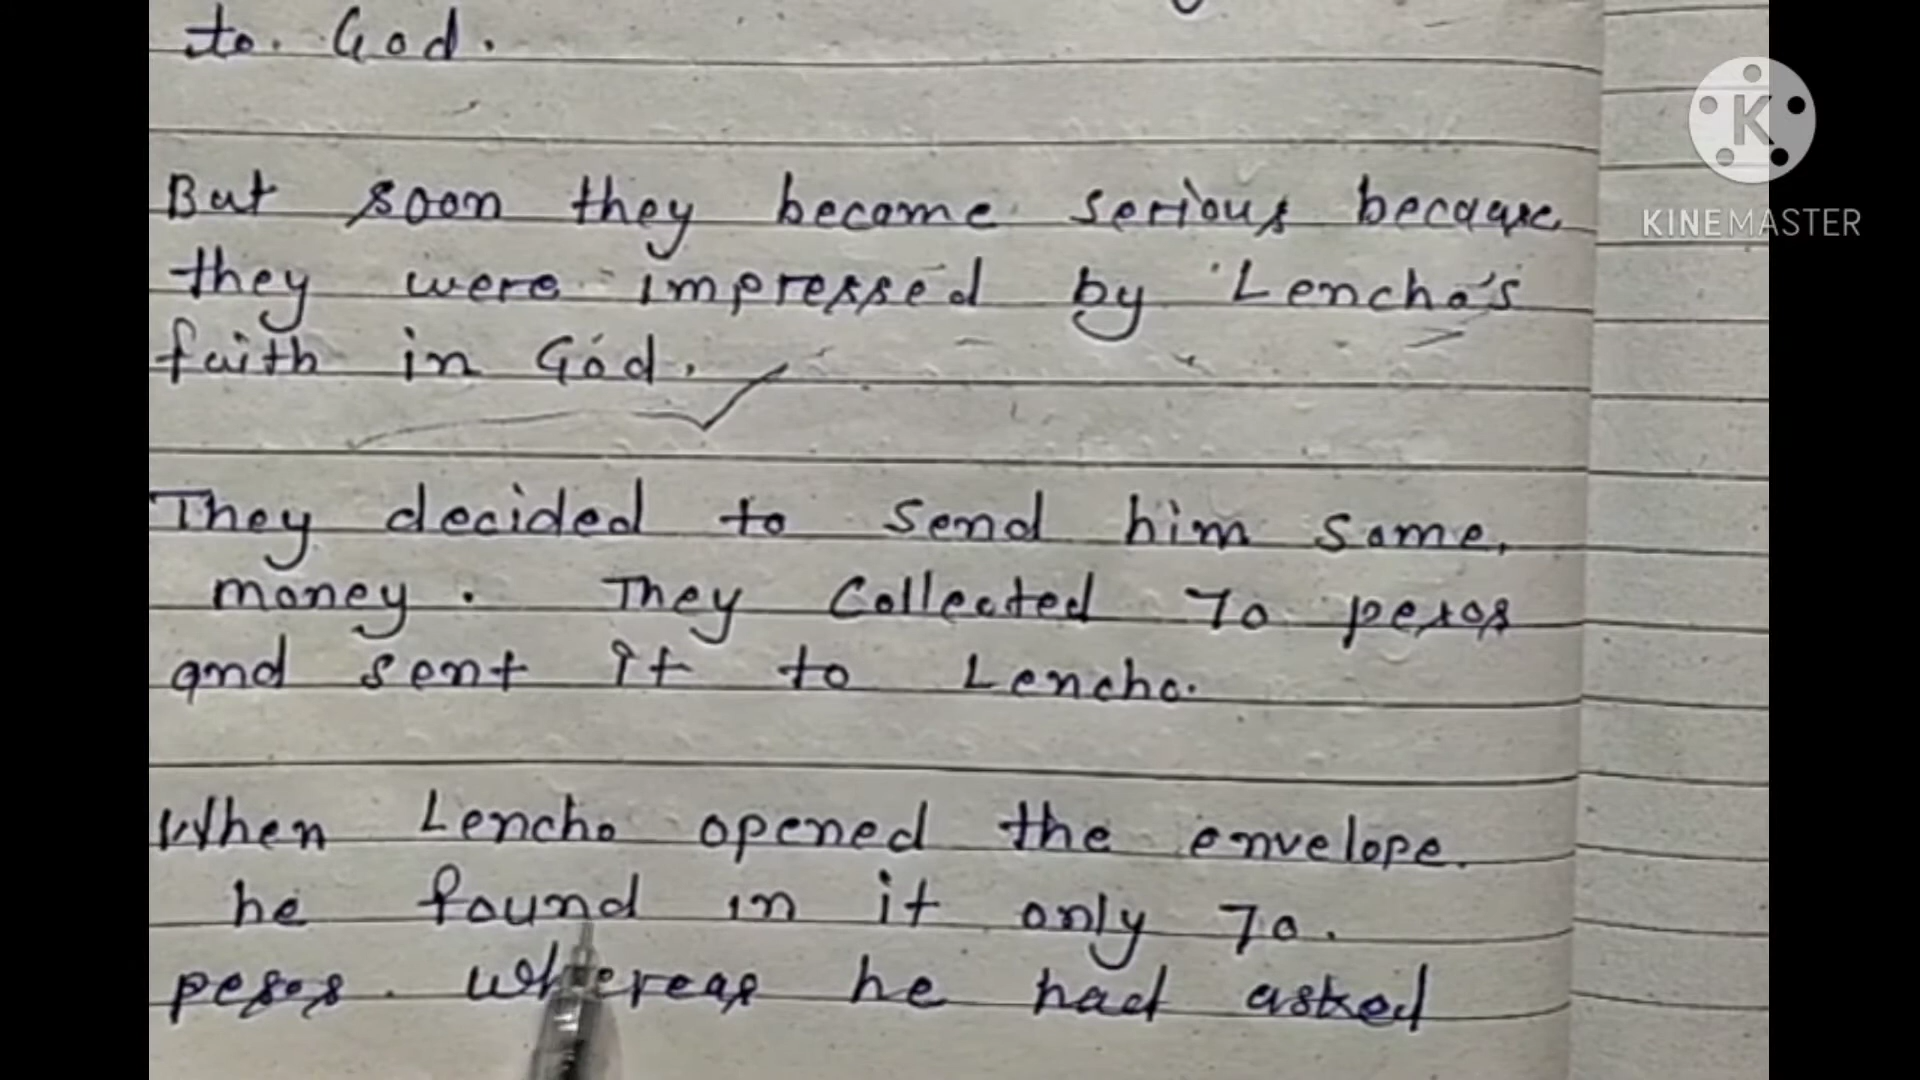 to. God.
But soon they become serious because
they were impressed by Lencho's
faith in God.
They decided to send him some,
money. They Collected 70 pesos
and sent it to Lencho.
When Lencho opened the envelope.
he found in it only 70.
pesos. whereas he had asked
K
KINEMASTER